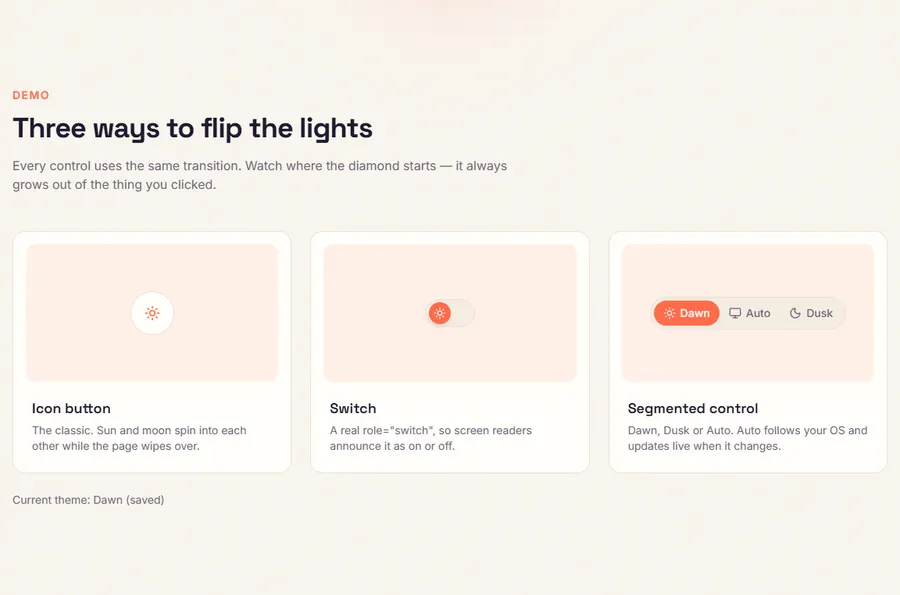 DEMO
Three ways to flip the lights
Every control uses the same transition. Watch where the diamond starts — it always
grows out of the thing you clicked.
Dawn
Auto
Dusk
Icon button
The classic. Sun and moon spin into each
other while the page wipes over.
Switch
A real role="switch", so screen readers
announce it as on or off.
Segmented control
Dawn, Dusk or Auto. Auto follows your OS and
updates live when it changes.
Current theme: Dawn (saved)